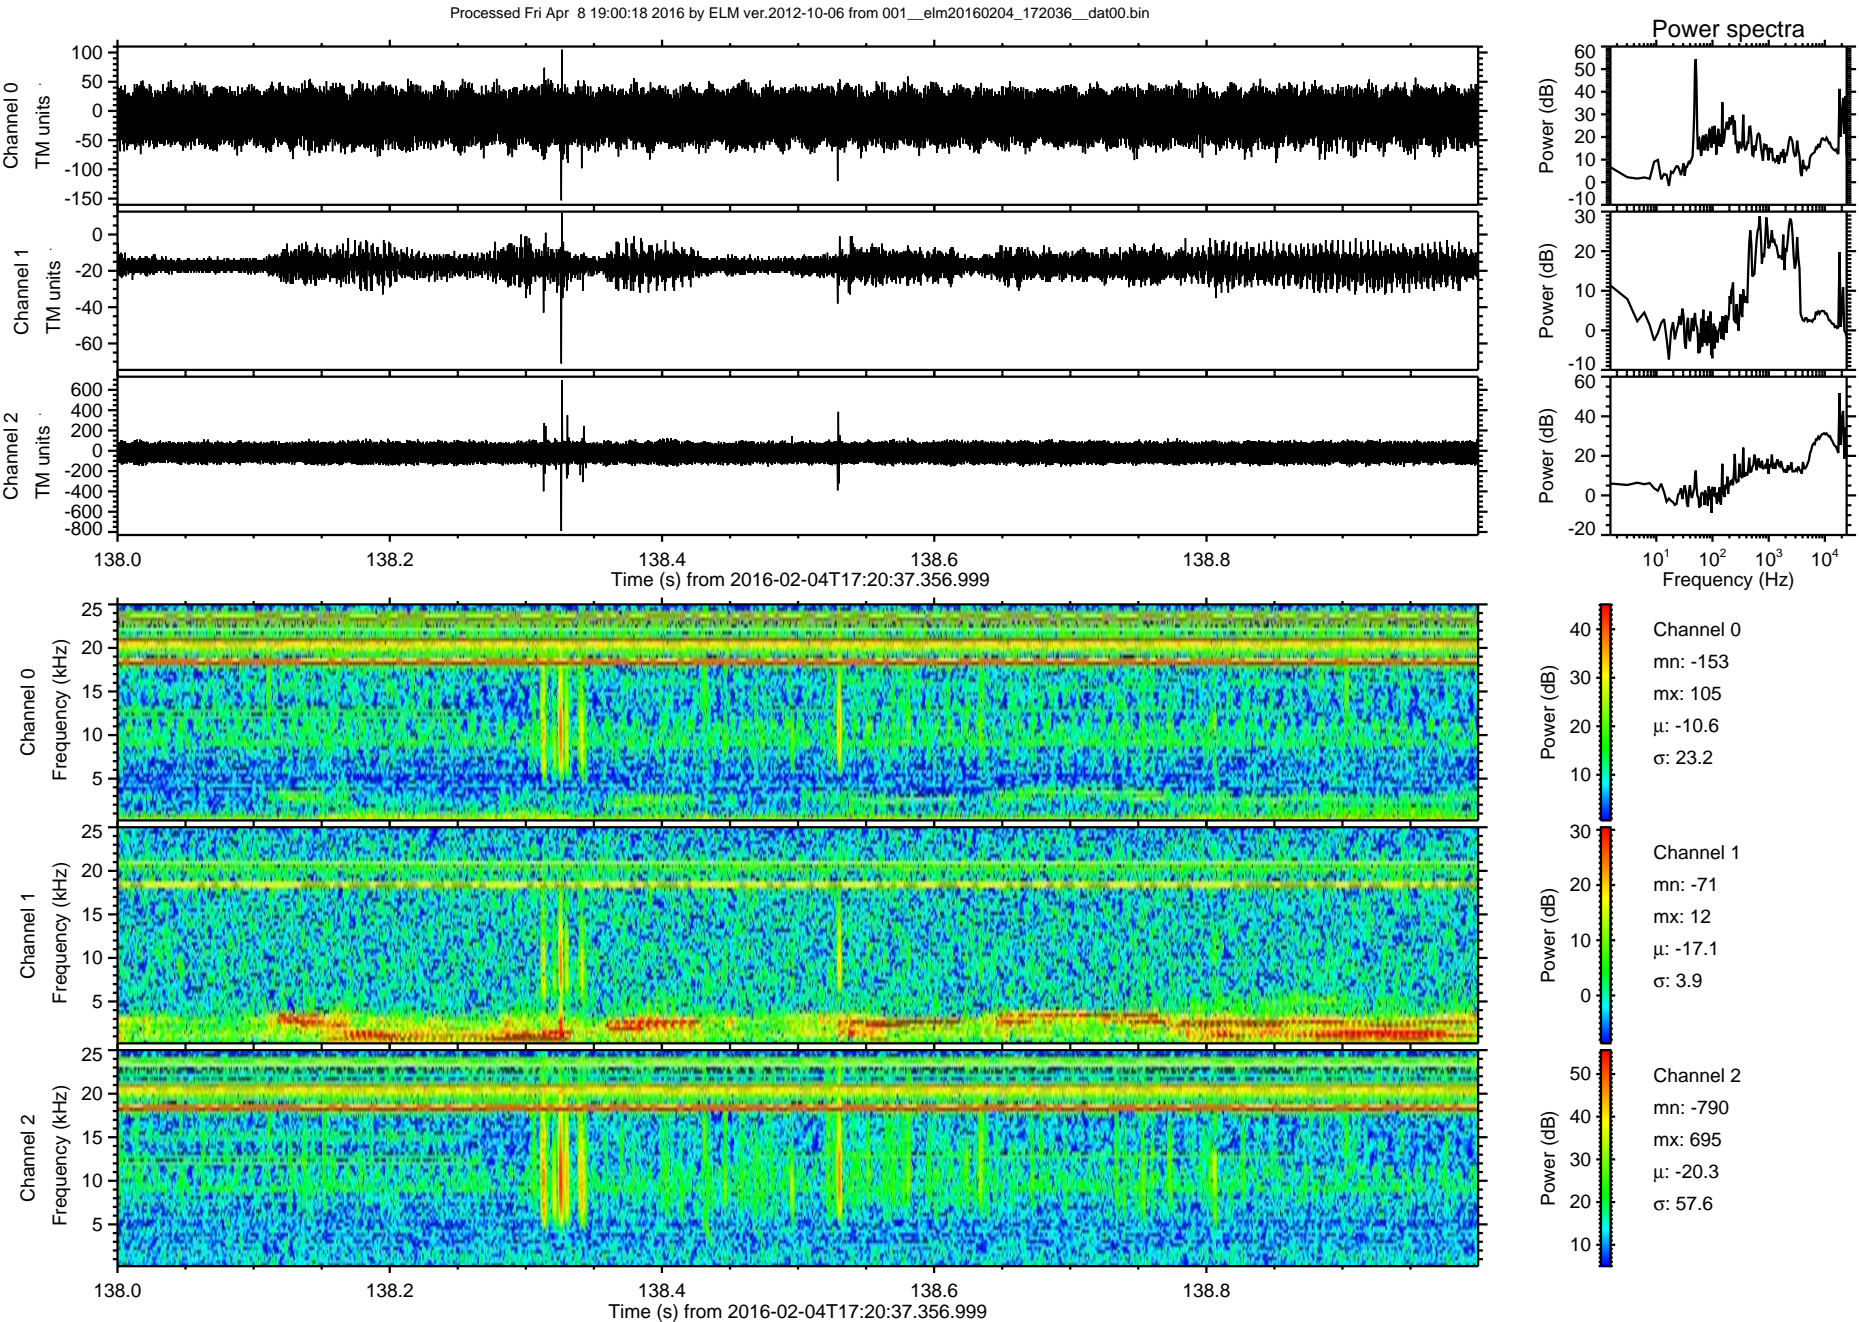 Processed Fri Apr  8 19:00:18 2016 by ELM ver.2012-10-06 from 001__elm20160204_172036__dat00.bin
Power spectra
Channel 0
TM units
100
50
0
-50
-100
-150
Power (dB)
60
50
40
30
20
10
0
-10
Channel 1
TM units
0
-20
-40
-60
Power (dB)
30
20
10
0
-10
Channel 2
TM units
600
400
200
0
-200
-400
-600
-800
Power (dB)
60
40
20
0
-20
138.0 138.2 138.4 138.6 138.8
Time (s) from 2016-02-04T17:20:37.356.999
10^1 10^2 10^3 10^4
Frequency (Hz)
Channel 0
Frequency (kHz)
25
20
15
10
5
Power (dB)
40
30
20
10
Channel 0
mn: -153
mx: 105
μ: -10.6
σ: 23.2
Channel 1
Frequency (kHz)
25
20
15
10
5
Power (dB)
30
20
10
0
Channel 1
mn: -71
mx: 12
μ: -17.1
σ: 3.9
Channel 2
Frequency (kHz)
25
20
15
10
5
Power (dB)
50
40
30
20
10
Channel 2
mn: -790
mx: 695
μ: -20.3
σ: 57.6
138.0 138.2 138.4 138.6 138.8
Time (s) from 2016-02-04T17:20:37.356.999